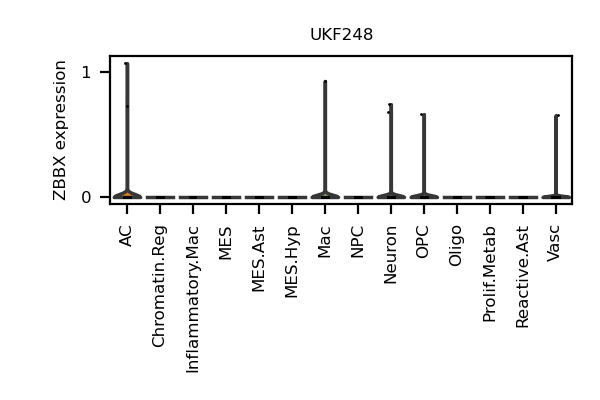 UKF248
ZBBX expression
1
0
AC
Chromatin.Reg
Inflammatory.Mac
MES
MES.Ast
MES.Hyp
Mac
NPC
Neuron
OPC
Oligo
Prolif.Metab
Reactive.Ast
Vasc